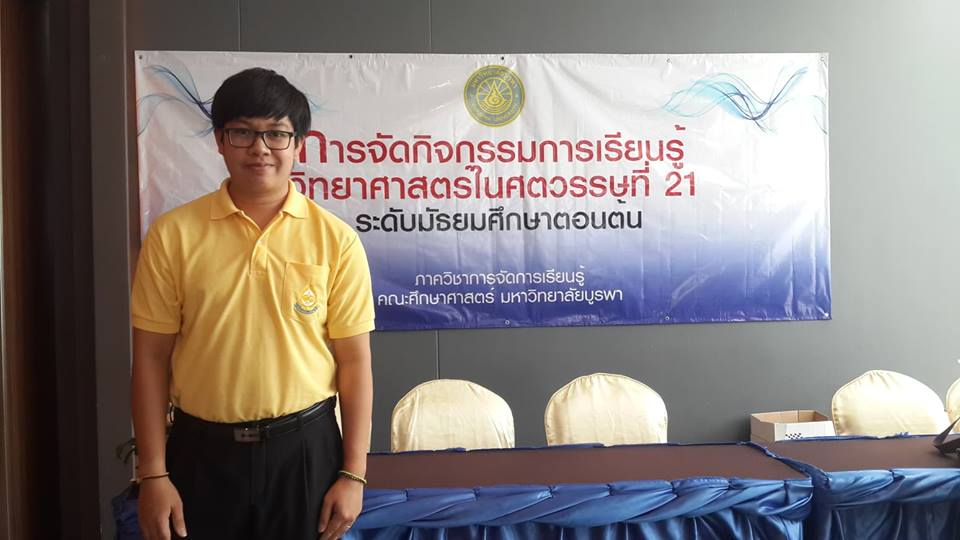 การจัดกิจกรรมการเรียนรู้
วิทยาศาสตร์ในศตวรรษที่ 21
ระดับมัธยมศึกษาตอนต้น
ภาควิชาการจัดการเรียนรู้
คณะศึกษาศาสตร์ มหาวิทยาลัยบูรพา